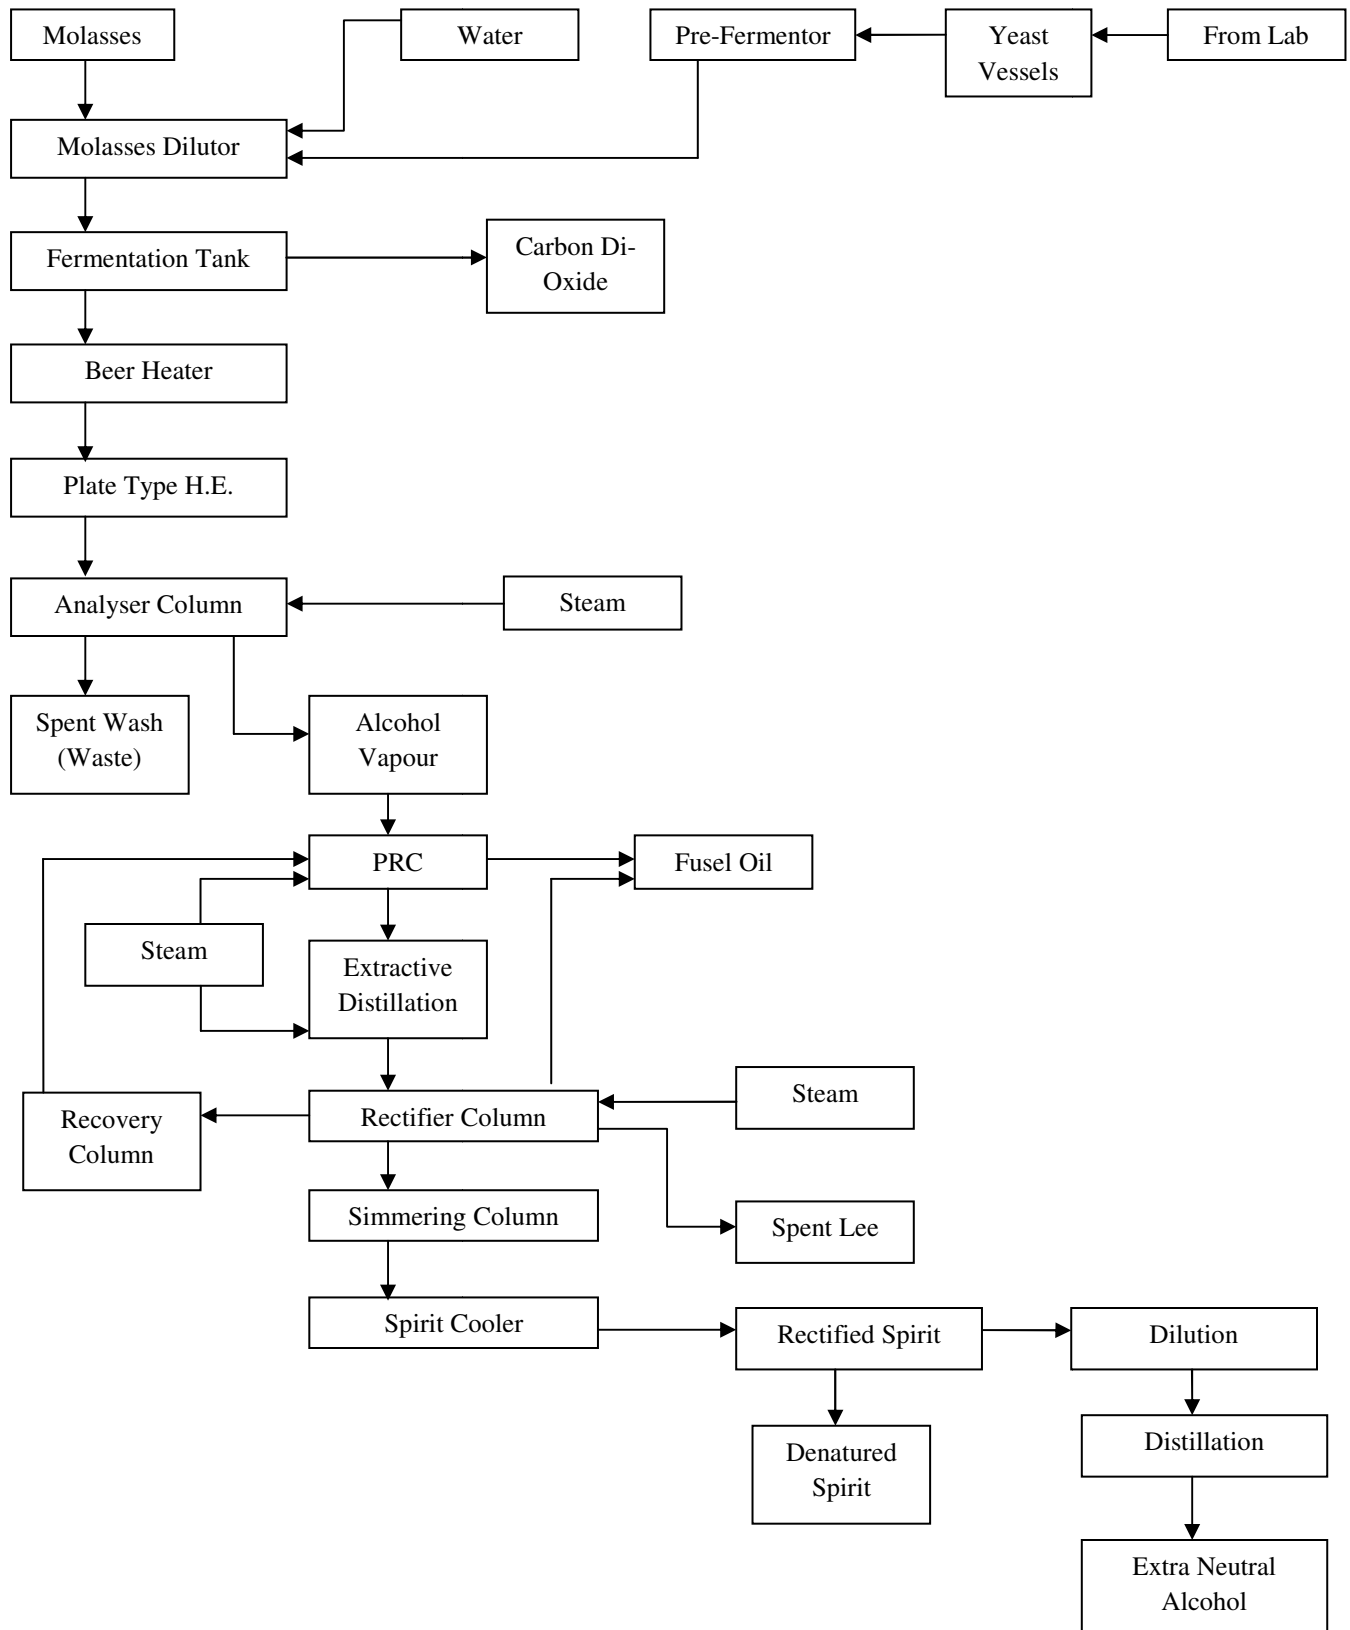 Molasses
Water
Pre-Fermentor
Yeast
Vessels
From Lab
Molasses Dilutor
Fermentation Tank
Carbon Di-
Oxide
Beer Heater
Plate Type H.E.
Analyser Column
Steam
Spent Wash
(Waste)
Alcohol
Vapour
PRC
Fusel Oil
Steam
Extractive
Distillation
Recovery
Column
Rectifier Column
Steam
Simmering Column
Spent Lee
Spirit Cooler
Rectified Spirit
Dilution
Denatured
Spirit
Distillation
Extra Neutral
Alcohol